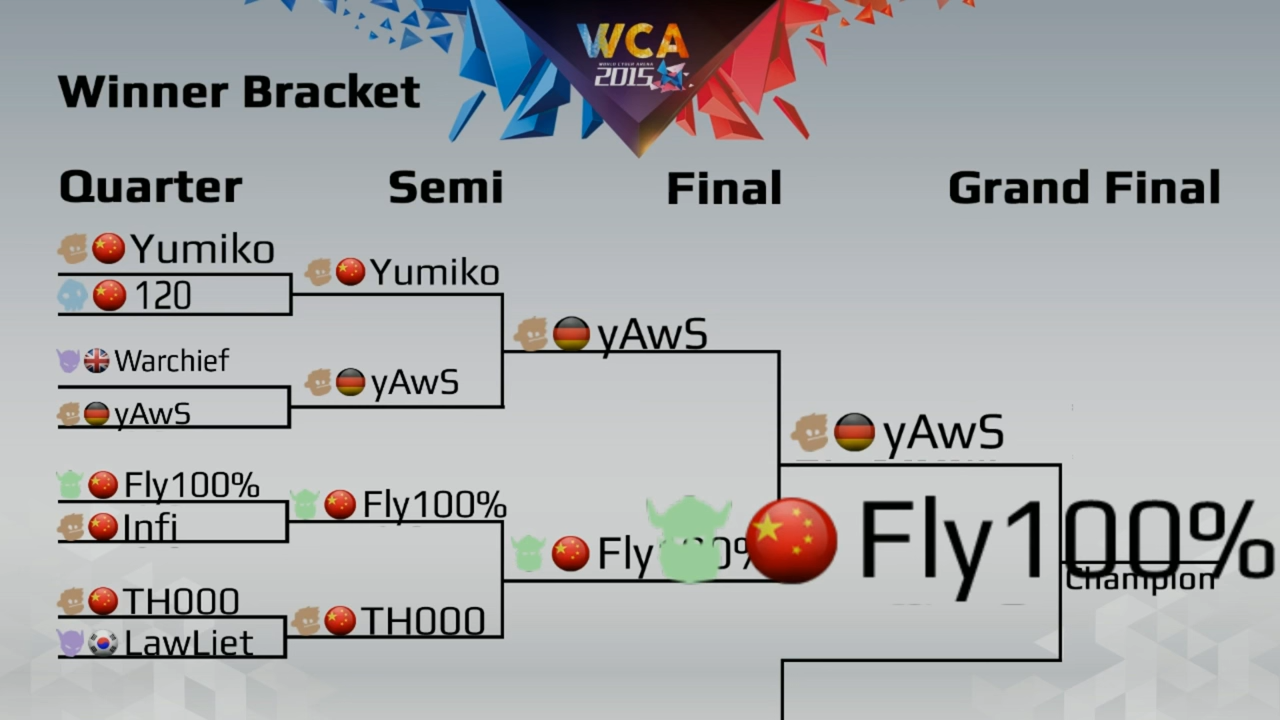 WCA
WORLD CYBER ARENA
2015
Winner Bracket
Quarter
Semi
Final
Grand Final
Yumiko
120
Warchief
yAwS
Fly100%
Infi
TH000
LawLiet
Yumiko
yAwS
Fly100%
TH000
yAwS
Fly100%
yAwS
Fly100%
Champion